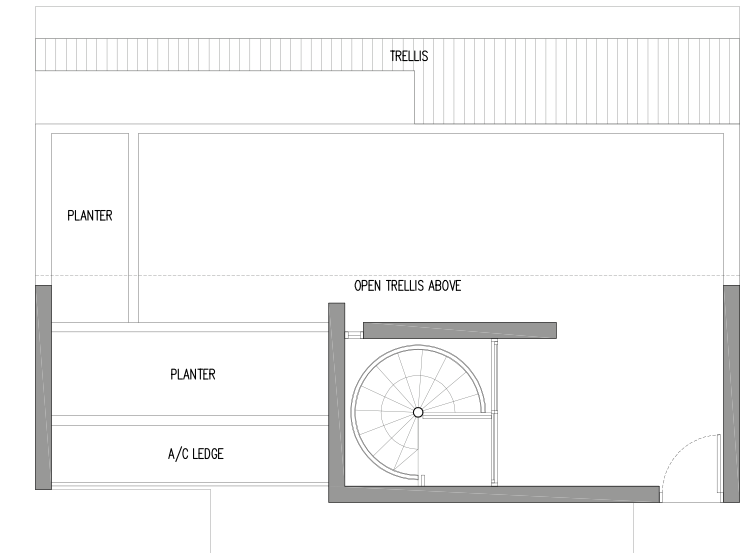 TRELLIS
PLANTER
OPEN TRELLIS ABOVE
PLANTER
A/C LEDGE